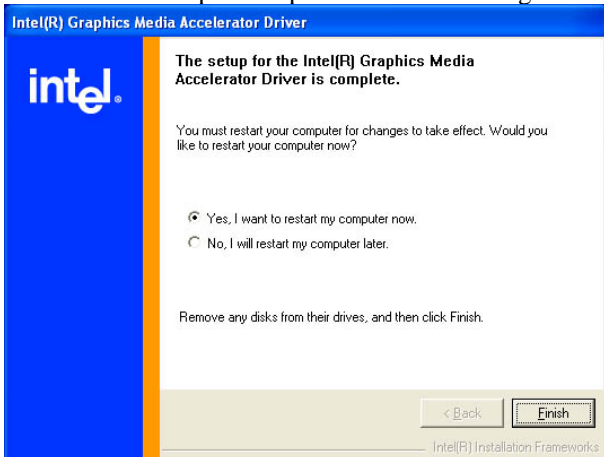 Intel(R) Graphics Media Accelerator Driver
intel®
The setup for the Intel(R) Graphics Media
Accelerator Driver is complete.
You must restart your computer for changes to take effect. Would you
like to restart your computer now?
Yes, I want to restart my computer now.
No, I will restart my computer later.
Remove any disks from their drives, and then click Finish.
< Back
Finish
Intel(R) Installation Frameworks